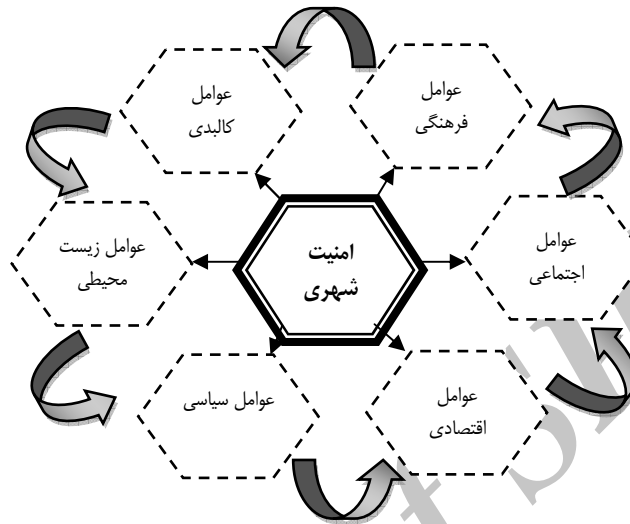 عوامل
فرهنگی
عوامل
کالبدی
عوامل
اجتماعی
امنیت
شهری
عوامل زیست
محیطی
عوامل
اقتصادی
عوامل سیاسی